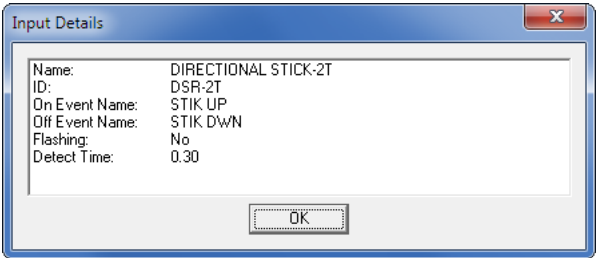 Input Details
Name: DIRECTIONAL STICK-2T
ID: DSR-2T
On Event Name: STIK UP
Off Event Name: STIK DWN
Flashing: No
Detect Time: 0.30
OK